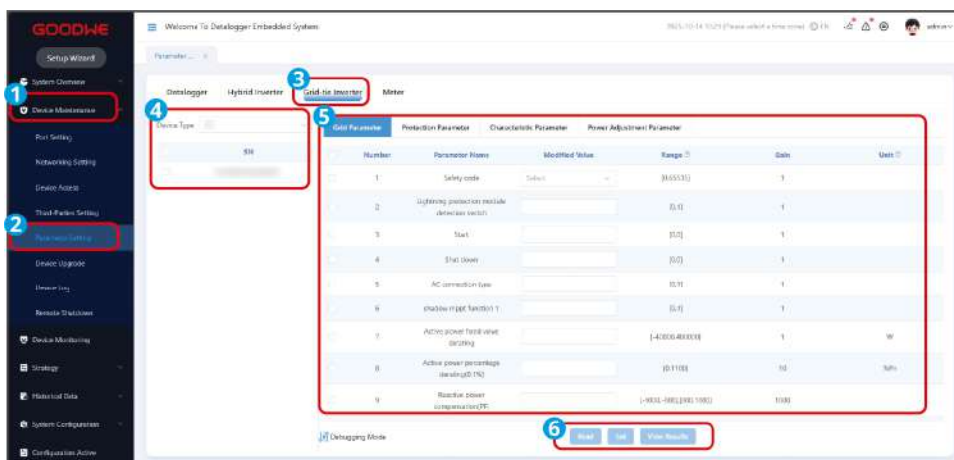 GOODWE
Welcome To Datalogger Embedded System
EN
admin
Setup Wizard
System Overview
1
Device Maintenance
Port Setting
Networking Setting
Device Access
Third-Parties Setting
2
Parameter Setting
Device Upgrade
Device Log
Remote Shutdown
Device Monitoring
Strategy
Historical Data
System Configuration
Configuration Active
Parameter...
3
Datalogger Hybrid Inverter Grid-tie Inverter Meter
4
Device Type
SN
5
Grid Parameter Protection Parameter Characteristic Parameter Power Adjustment Parameter
Number Parameter Name Modified Value Range Gain Unit
1 Safety code Select [0,65535] 1
2 Lightning protection module detection switch [0,1] 1
3 Start [0,0] 1
4 Shut down [0,0] 1
5 AC connection type [0,1] 1
6 shadow mppt function 1 [0,1] 1
7 Active power fixed value derating 1 W
8 Active power percentage derating(0.1%) [0,1100] 10
9 Reactive power compensation(PF 1000
Debugging Mode
6
Read Set View Results